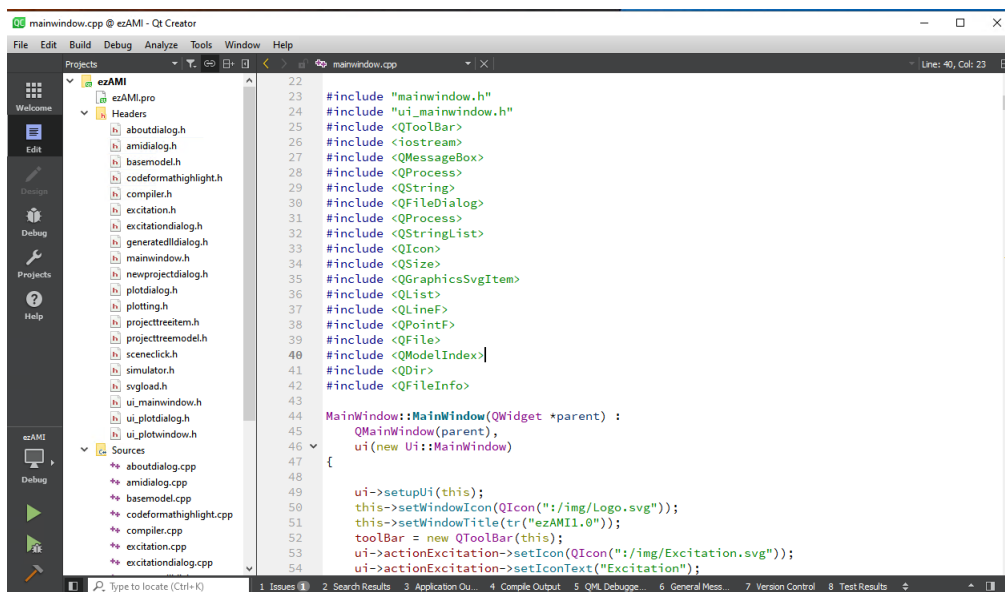 mainwindow.cpp @ ezAMI - Qt Creator
File Edit Build Debug Analyze Tools Window Help
Projects
mainwindow.cpp
Line: 40, Col: 23
Welcome
Edit
Design
Debug
Projects
Help
ezAMI
Debug
ezAMI
ezAMI.pro
Headers
aboutdialog.h
amidialog.h
basemodel.h
codeformathighlight.h
compiler.h
excitation.h
excitationdialog.h
generatedlldialog.h
mainwindow.h
newprojectdialog.h
plotdialog.h
plotting.h
projecttreeitem.h
projecttreemodel.h
sceneclick.h
simulator.h
svgload.h
ui_mainwindow.h
ui_plotdialog.h
ui_plotwindow.h
Sources
aboutdialog.cpp
amidialog.cpp
basemodel.cpp
codeformathighlight.cpp
compiler.cpp
excitation.cpp
excitationdialog.cpp
22
23 #include "mainwindow.h"
24 #include "ui_mainwindow.h"
25 #include <QToolBar>
26 #include <iostream>
27 #include <QMessageBox>
28 #include <QProcess>
29 #include <QString>
30 #include <QFileDialog>
31 #include <QProcess>
32 #include <QStringList>
33 #include <QIcon>
34 #include <QSize>
35 #include <QGraphicsSvgItem>
36 #include <QList>
37 #include <QLineF>
38 #include <QPointF>
39 #include <QFile>
40 #include <QModelIndex>
41 #include <QDir>
42 #include <QFileInfo>
43
44 MainWindow::MainWindow(QWidget *parent) :
45 QMainWindow(parent),
46 ui(new Ui::MainWindow)
47 {
48
49 ui->setupUi(this);
50 this->setWindowIcon(QIcon(":/img/Logo.svg"));
51 this->setWindowTitle(tr("ezAMI1.0"));
52 toolBar = new QToolBar(this);
53 ui->actionExcitation->setIcon(QIcon(":/img/Excitation.svg"));
54 ui->actionExcitation->setIconText("Excitation");
Type to locate (Ctrl+K) 1 Issues 1 2 Search Results 3 Application Ou... 4 Compile Output 5 QML Debugge... 6 General Mess... 7 Version Control 8 Test Results